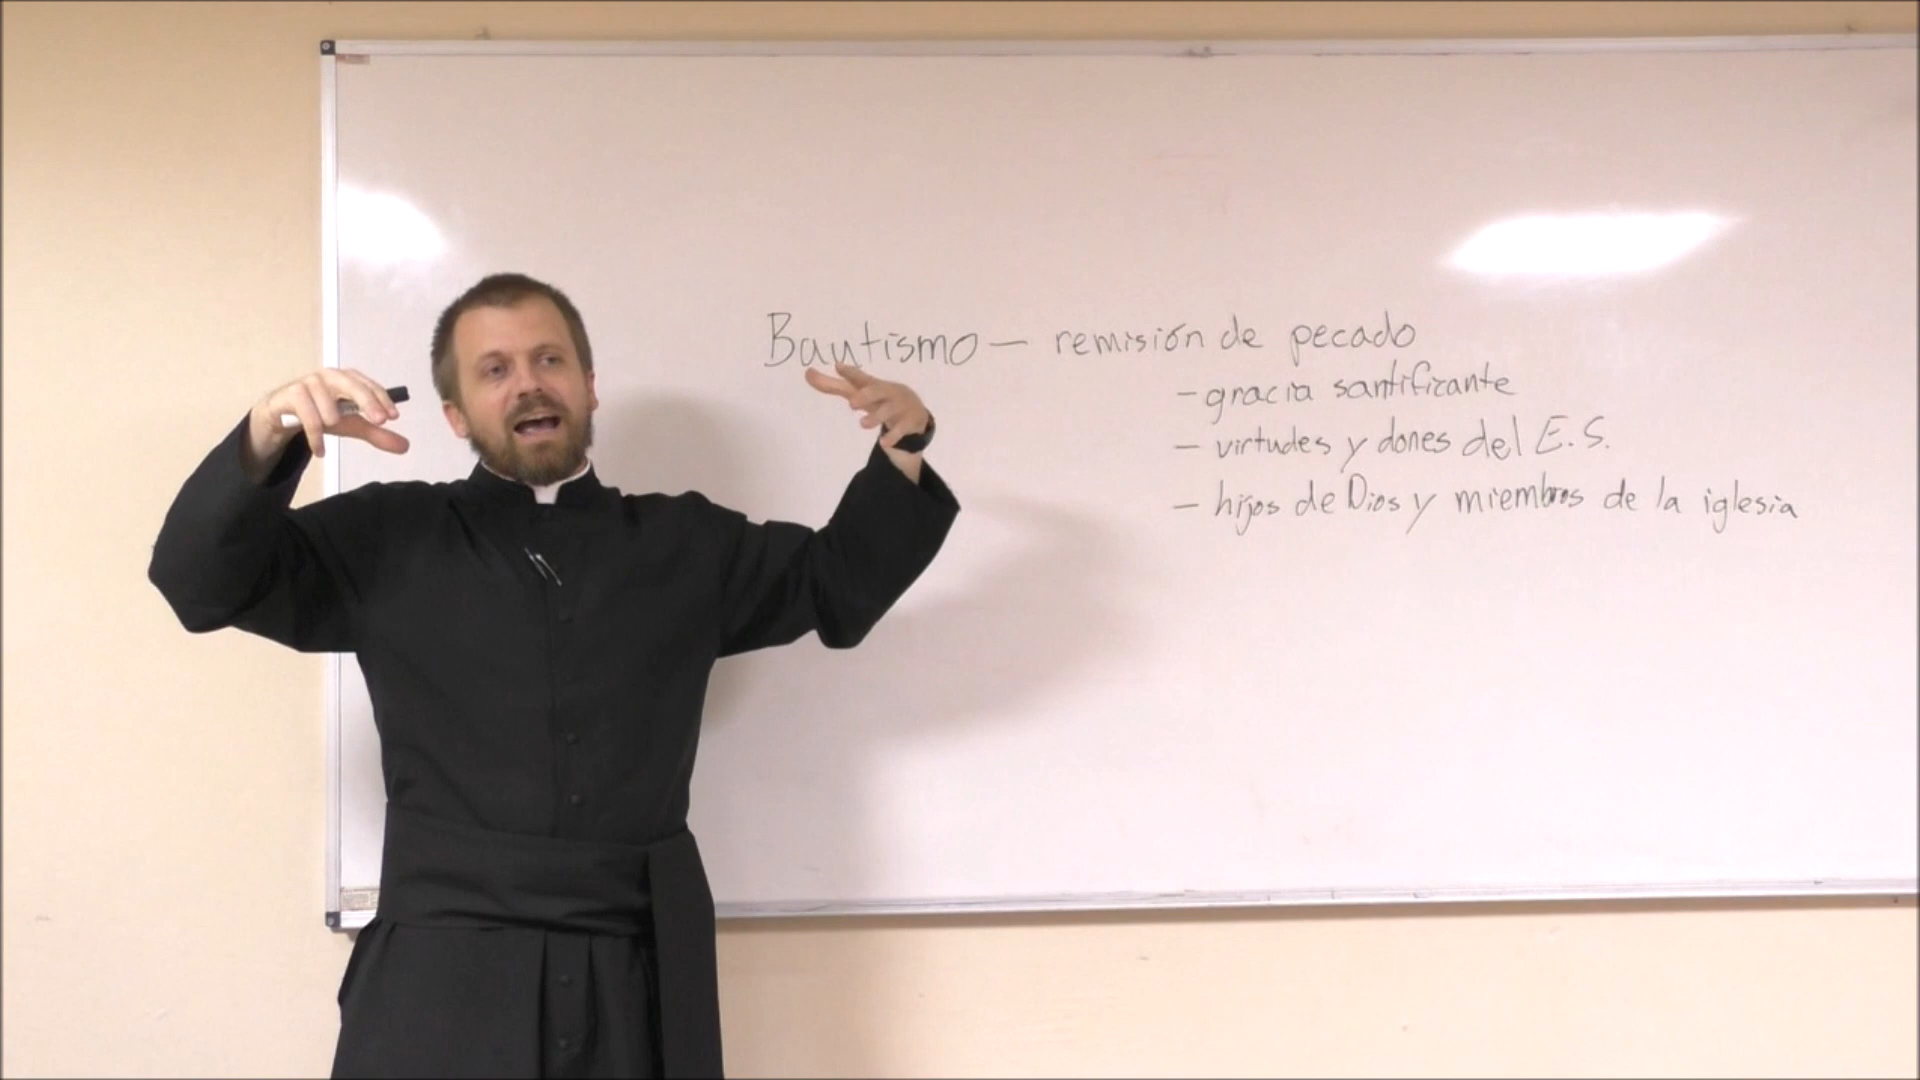 Bautismo — remisión de pecado
- gracia santificante
- virtudes y dones del E.S.
- hijos de Dios y miembros de la iglesia